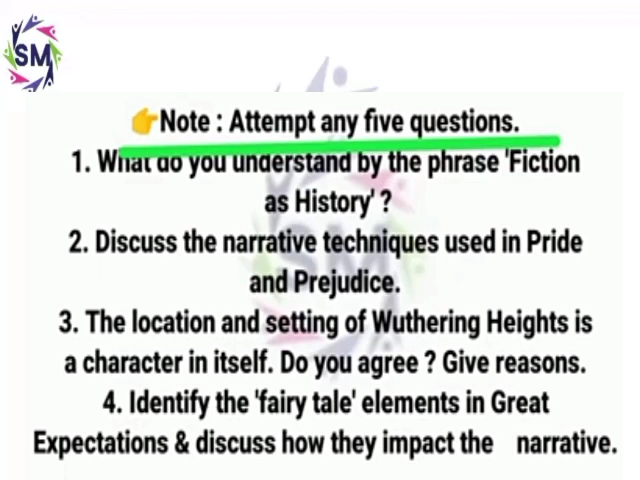 SM
👉Note : Attempt any five questions.
1. What do you understand by the phrase 'Fiction
as History' ?
2. Discuss the narrative techniques used in Pride
and Prejudice.
3. The location and setting of Wuthering Heights is
a character in itself. Do you agree ? Give reasons.
4. Identify the 'fairy tale' elements in Great
Expectations & discuss how they impact the narrative.